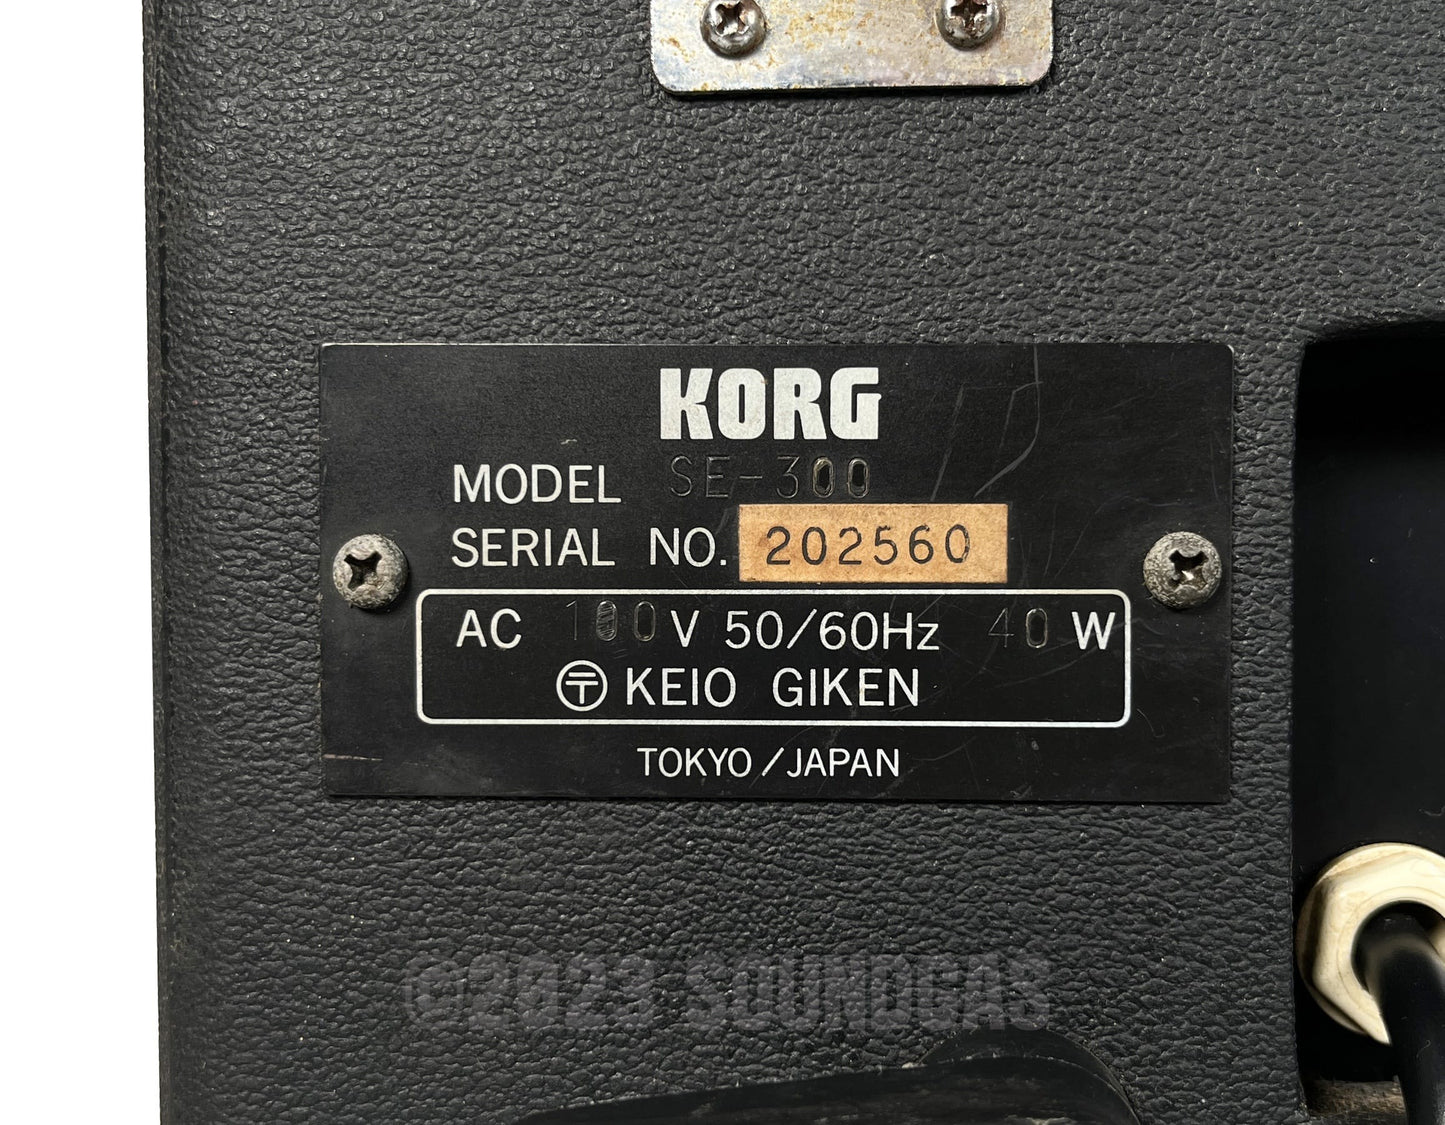 KORG
MODEL SE-300
SERIAL NO. 202560
AC 100V 50/60Hz 40 W
〶 KEIO GIKEN
TOKYO/JAPAN
©2023 SOUNDGAS